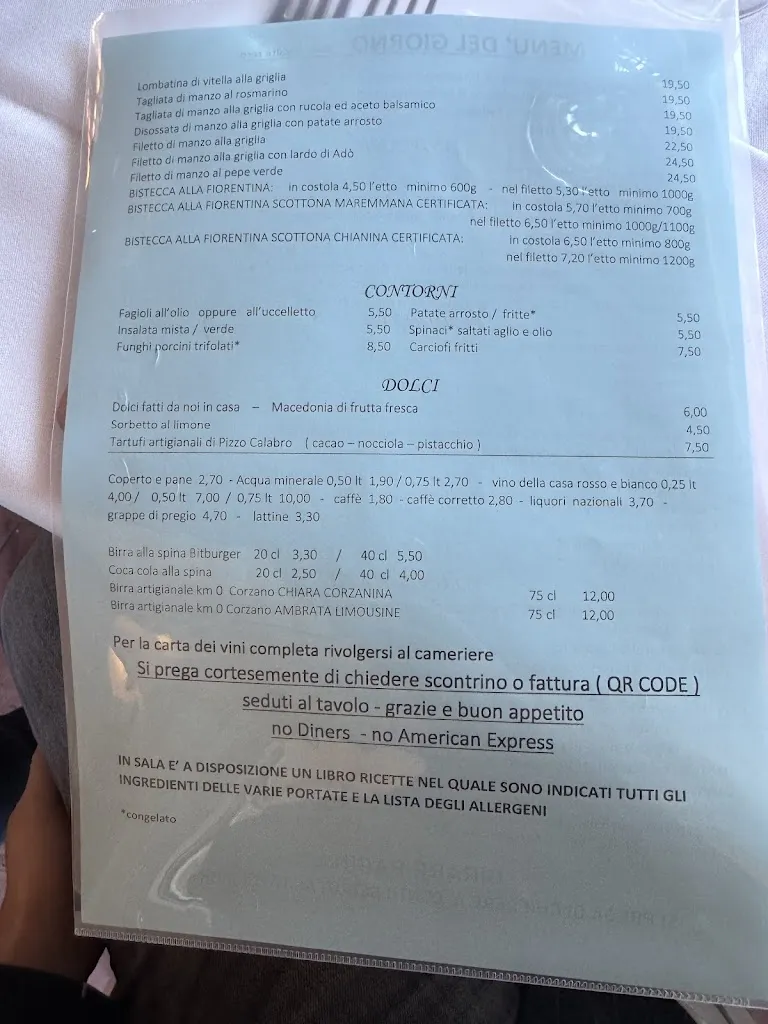 MENU' DEL GIORNO
Lombatina di vitella alla griglia 19,50
Tagliata di manzo al rosmarino 19,50
Tagliata di manzo alla griglia con rucola ed aceto balsamico 19,50
Disossata di manzo alla griglia con patate arrosto 19,50
Filetto di manzo alla griglia 22,50
Filetto di manzo alla griglia con lardo di Adò 24,50
Filetto di manzo al pepe verde 24,50
BISTECCA ALLA FIORENTINA: in costola 4,50 l'etto minimo 600g - nel filetto 5,30 l'etto minimo 1000g
BISTECCA ALLA FIORENTINA SCOTTONA MAREMMANA CERTIFICATA: in costola 5,70 l'etto minimo 700g
nel filetto 6,50 l'etto minimo 1000g/1100g
BISTECCA ALLA FIORENTINA SCOTTONA CHIANINA CERTIFICATA: in costola 6,50 l'etto minimo 800g
nel filetto 7,20 l'etto minimo 1200g
CONTORNI
Fagioli all'olio oppure all'uccelletto 5,50 Patate arrosto / fritte* 5,50
Insalata mista / verde 5,50 Spinaci* saltati aglio e olio 5,50
Funghi porcini trifolati* 8,50 Carciofi fritti 7,50
DOLCI
Dolci fatti da noi in casa – Macedonia di frutta fresca 6,00
Sorbetto al limone 4,50
Tartufi artigianali di Pizzo Calabro ( cacao – nocciola – pistacchio ) 7,50
Coperto e pane 2,70 - Acqua minerale 0,50 lt 1,90 / 0,75 lt 2,70 - vino della casa rosso e bianco 0,25 lt
4,00 / 0,50 lt 7,00 / 0,75 lt 10,00 - caffè 1,80 - caffè corretto 2,80 - liquori nazionali 3,70 -
grappe di pregio 4,70 - lattine 3,30
Birra alla spina Bitburger 20 cl 3,30 / 40 cl 5,50
Coca cola alla spina 20 cl 2,50 / 40 cl 4,00
Birra artigianale km 0 Corzano CHIARA CORZANINA 75 cl 12,00
Birra artigianale km 0 Corzano AMBRATA LIMOUSINE 75 cl 12,00
Per la carta dei vini completa rivolgersi al cameriere
Si prega cortesemente di chiedere scontrino o fattura ( QR CODE )
seduti al tavolo - grazie e buon appetito
no Diners - no American Express
IN SALA E' A DISPOSIZIONE UN LIBRO RICETTE NEL QUALE SONO INDICATI TUTTI GLI
INGREDIENTI DELLE VARIE PORTATE E LA LISTA DEGLI ALLERGENI
*congelato